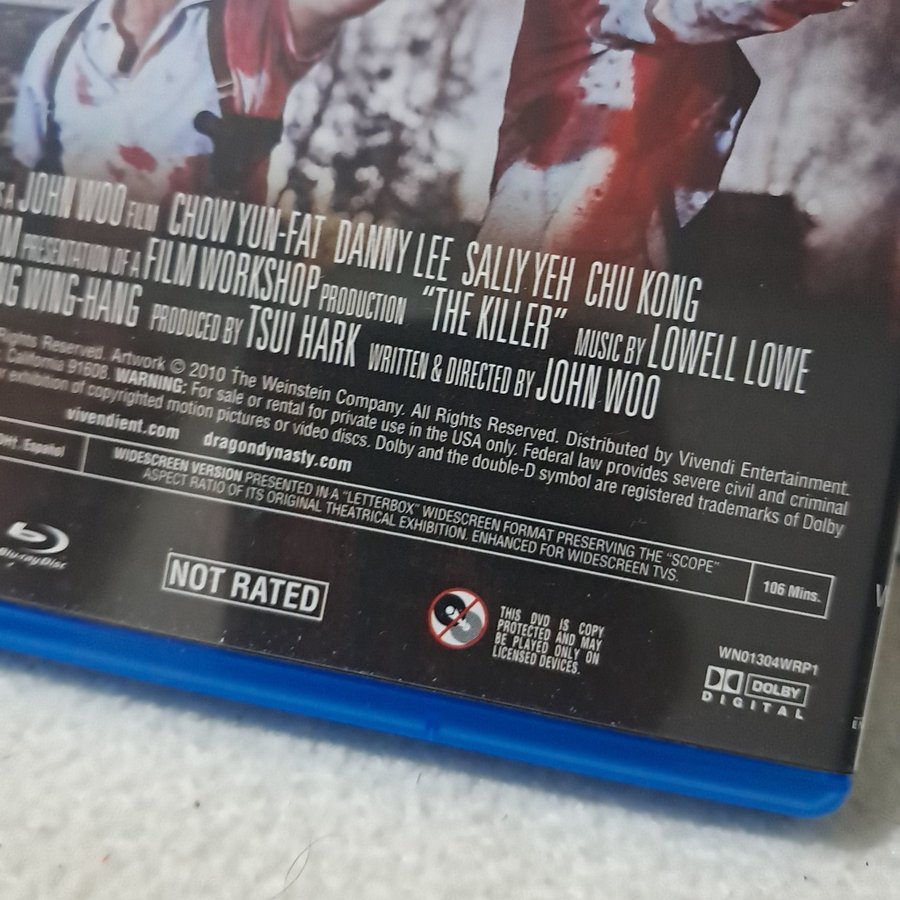 A JOHN WOO FILM CHOW YUN-FAT DANNY LEE SALLY YEH CHU KONG
PRESENTATION OF A FILM WORKSHOP PRODUCTION "THE KILLER" MUSIC BY LOWELL LOWE
WING-HANG PRODUCED BY TSUI HARK WRITTEN & DIRECTED BY JOHN WOO
Rights Reserved. Artwork © 2010 The Weinstein Company. All Rights Reserved. Distributed by Vivendi Entertainment.
California 91608. WARNING: For sale or rental for private use in the USA only. Federal law provides severe civil and criminal
exhibition of copyrighted motion pictures or video discs. Dolby and the double-D symbol are registered trademarks of Dolby
vivendient.com dragondynasty.com
Español
WIDESCREEN VERSION PRESENTED IN A "LETTERBOX" WIDESCREEN FORMAT PRESERVING THE "SCOPE"
ASPECT RATIO OF ITS ORIGINAL THEATRICAL EXHIBITION. ENHANCED FOR WIDESCREEN TVS.
106 Mins.
Blu-ray Disc
NOT RATED
THIS DVD IS COPY
PROTECTED AND MAY
BE PLAYED ONLY ON
LICENSED DEVICES.
WN01304WRP1
DOLBY
DIGITAL